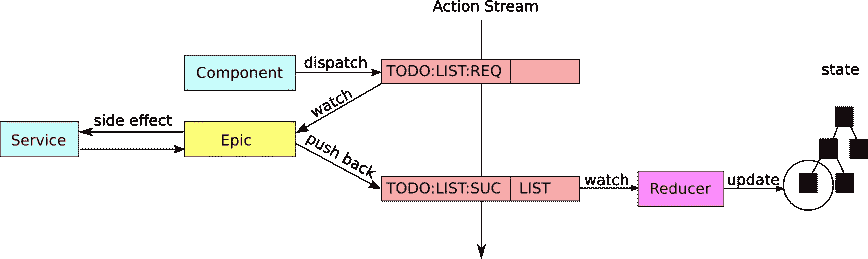 Action Stream
dispatch
Component
TODO:LIST:REQ
state
watch
side effect
Service
Epic
push back
TODO:LIST:SUC LIST
watch
Reducer
update